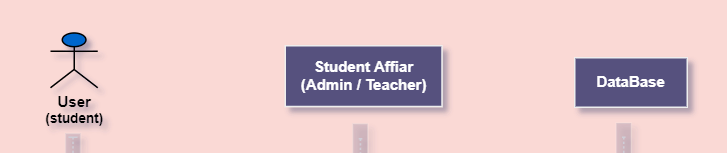 User
(student)
Student Affiar
(Admin / Teacher)
DataBase